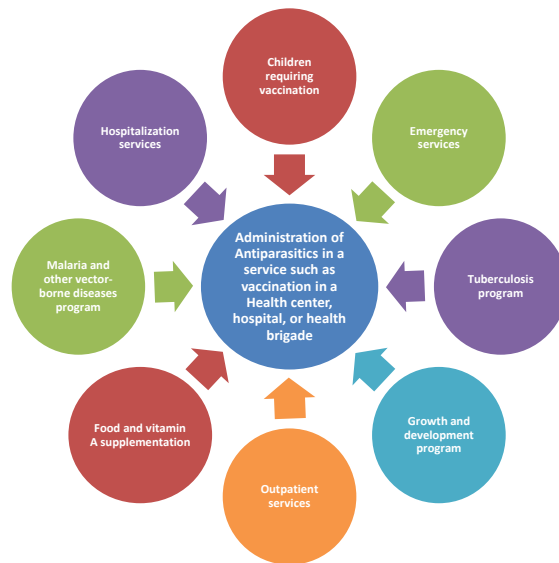 Children
requiring
vaccination
Emergency
services
Tuberculosis
program
Growth and
development
program
Outpatient
services
Food and vitamin
A supplementation
Malaria and
other vector-
borne diseases
program
Hospitalization
services
Administration of
Antiparasitics in a
service such as
vaccination in a
Health center,
hospital, or health
brigade